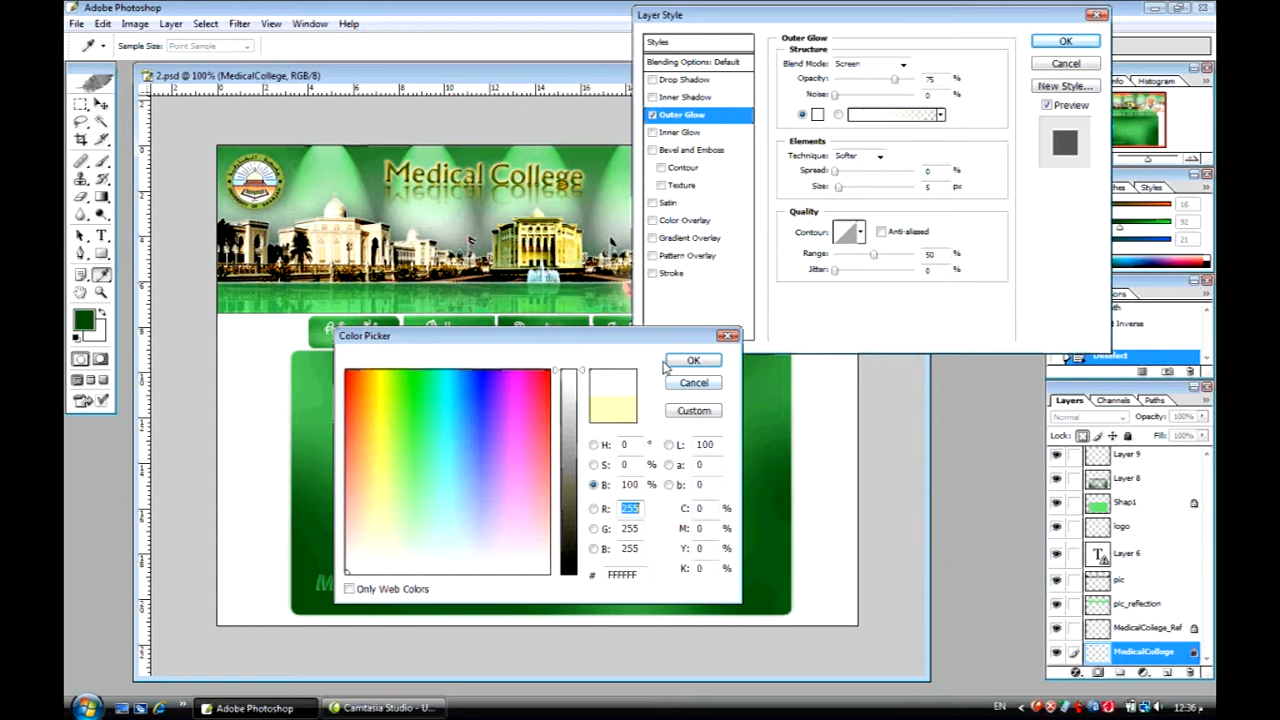 Adobe Photoshop
Layer Style
File Edit Image Layer Select Filter View Window Help
Sample Size: Point Sample
2.psd @ 100% (MedicalCollege, RGB/8)
Styles
Blending Options: Default
Drop Shadow
Inner Shadow
Outer Glow
Inner Glow
Bevel and Emboss
Contour
Texture
Satin
Color Overlay
Gradient Overlay
Pattern Overlay
Stroke
Outer Glow
Structure
Blend Mode: Screen
Opacity: 75 %
Noise: 0 %
Elements
Technique: Softer
Spread: 0 %
Size: 5 px
Quality
Contour: Anti-aliased
Range: 50 %
Jitter: 0 %
OK
Cancel
New Style...
Preview
Histogram
Styles
16
92
21
Inverse
Deselect
Medical College
Color Picker
OK
Cancel
Custom
H: 0 °
S: 0 %
B: 100 %
R: 255
G: 255
B: 255
# FFFFFF
L: 100
a: 0
b: 0
C: 0 %
M: 0 %
Y: 0 %
K: 0 %
Only Web Colors
Layers Channels Paths
Normal Opacity: 100%
Lock: Fill: 100%
Layer 9
Layer 8
Shape1
logo
T Layer 6
pic
pic_reflection
MedicalCollege_Ref
MedicalCollege
Adobe Photoshop
Camtasia Studio - U...
EN
12:36 م